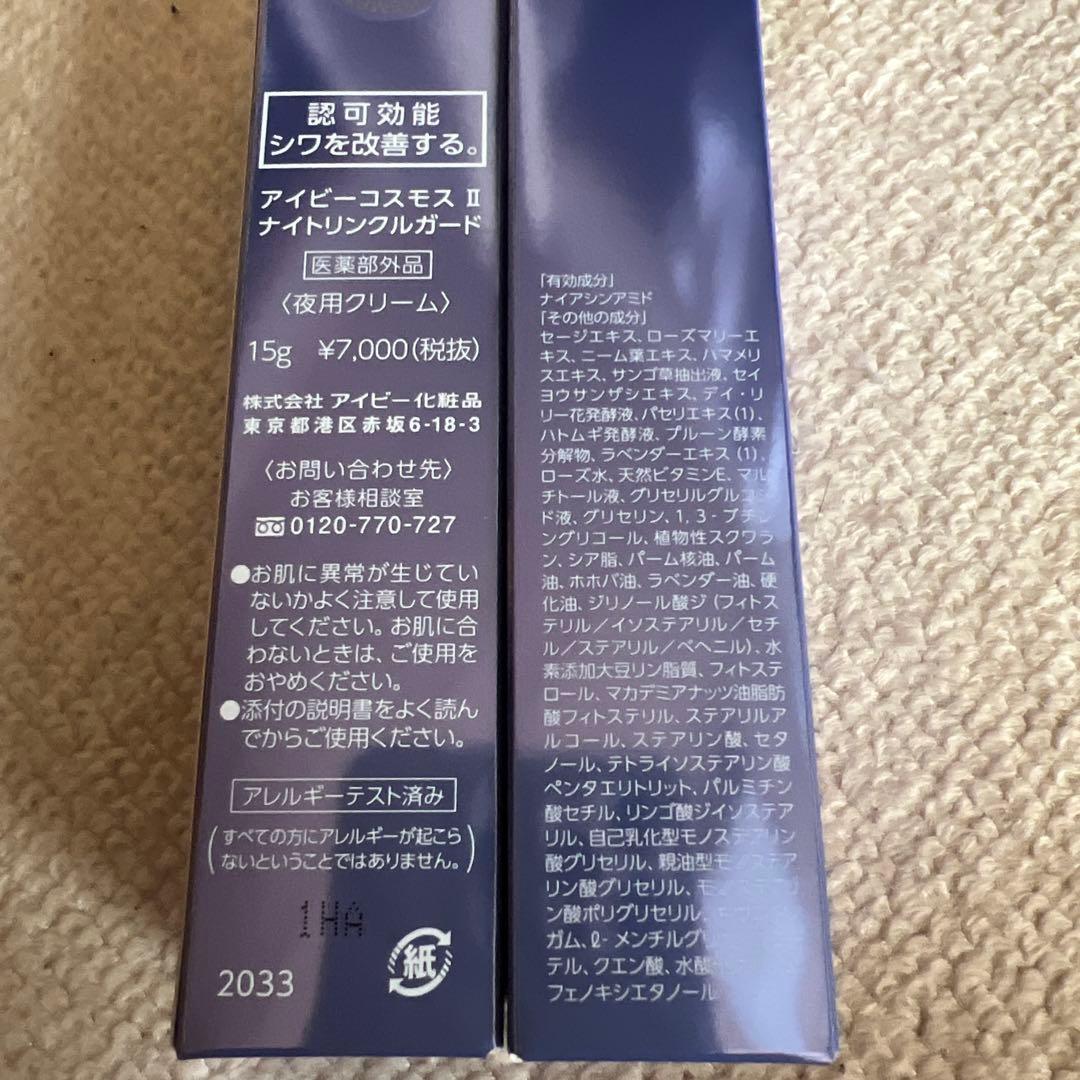 認可効能
シワを改善する。
アイビーコスモス Ⅱ
ナイトリンクルガード
医薬部外品
〈夜用クリーム〉
15g ¥7,000(税抜)
株式会社 アイビー化粧品
東京都港区赤坂6-18-3
〈お問い合わせ先〉
お客様相談室
0120-770-727
●お肌に異常が生じてい
ないかよく注意して使用
してください。お肌に合
わないときは、ご使用を
おやめください。
●添付の説明書をよく読ん
でからご使用ください。
アレルギーテスト済み
(すべての方にアレルギーが起こら
ないということではありません。)
1HA
紙
2033
「有効成分」
ナイアシンアミド
「その他の成分」
セージエキス、ローズマリーエ
キス、ニーム葉エキス、ハマメリ
スエキス、サンゴ草抽出液、セイ
ヨウサンザシエキス、デイ・リ
リー花発酵液、パセリエキス(1)、
ハトムギ発酵液、プルーン酵素
分解物、ラベンダーエキス(1)、
ローズ水、天然ビタミンE、マル
チトール液、グリセリルグルコシ
ド液、グリセリン、1,3-ブチレ
ングリコール、植物性スクワラ
ン、シア脂、パーム核油、パーム
油、ホホバ油、ラベンダー油、硬
化油、ジリノール酸ジ(フィトス
テリル/イソステアリル/セチ
ル/ステアリル/ベヘニル)、水
素添加大豆リン脂質、フィトステ
ロール、マカデミアナッツ油脂肪
酸フィトステリル、ステアリルア
ルコール、ステアリン酸、セタ
ノール、テトライソステアリン酸
ペンタエリトリット、パルミチン
酸セチル、リンゴ酸ジイソステア
リル、自己乳化型モノステアリン
酸グリセリル、親油型モノステア
リン酸グリセリル、モノステアリ
ン酸ポリグリセリル、
ガム、ℓ-メンチルグリ
テル、クエン酸、水酸
フェノキシエタノール